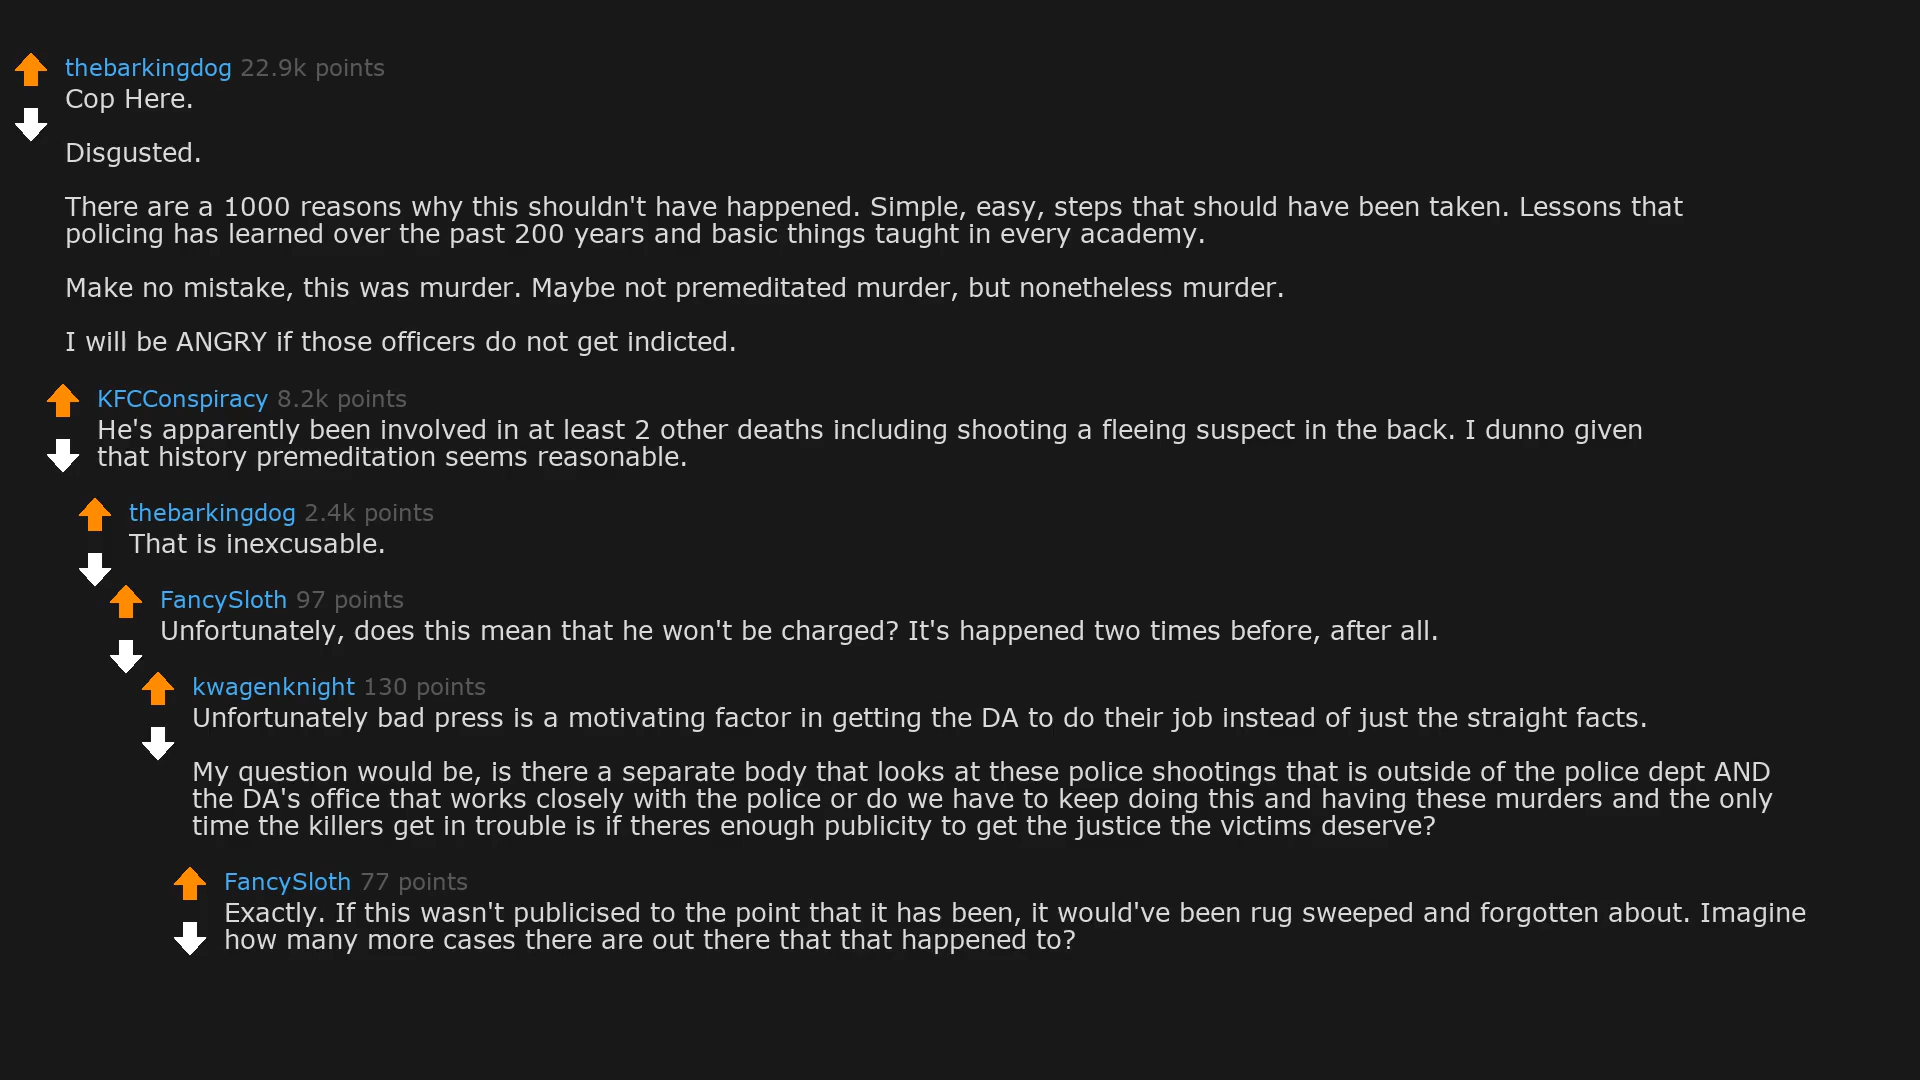 thebarkingdog 22.9k points
Cop Here.
Disgusted.
There are a 1000 reasons why this shouldn't have happened. Simple, easy, steps that should have been taken. Lessons that
policing has learned over the past 200 years and basic things taught in every academy.
Make no mistake, this was murder. Maybe not premeditated murder, but nonetheless murder.
I will be ANGRY if those officers do not get indicted.
KFCConspiracy 8.2k points
He's apparently been involved in at least 2 other deaths including shooting a fleeing suspect in the back. I dunno given
that history premeditation seems reasonable.
thebarkingdog 2.4k points
That is inexcusable.
FancySloth 97 points
Unfortunately, does this mean that he won't be charged? It's happened two times before, after all.
kwagenknight 130 points
Unfortunately bad press is a motivating factor in getting the DA to do their job instead of just the straight facts.
My question would be, is there a separate body that looks at these police shootings that is outside of the police dept AND
the DA's office that works closely with the police or do we have to keep doing this and having these murders and the only
time the killers get in trouble is if theres enough publicity to get the justice the victims deserve?
FancySloth 77 points
Exactly. If this wasn't publicised to the point that it has been, it would've been rug sweeped and forgotten about. Imagine
how many more cases there are out there that that happened to?